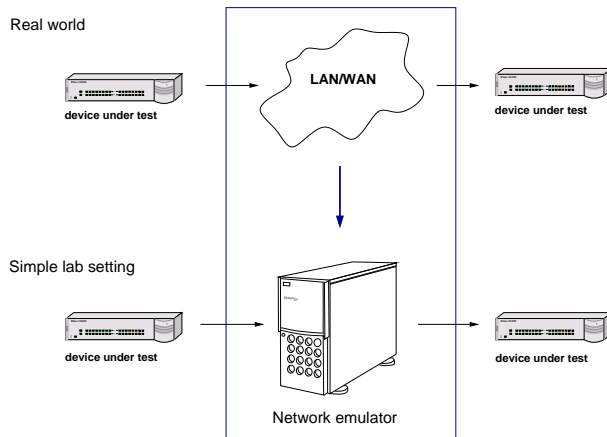 Real world
LAN/WAN
device under test
device under test
Simple lab setting
device under test
device under test
Network emulator